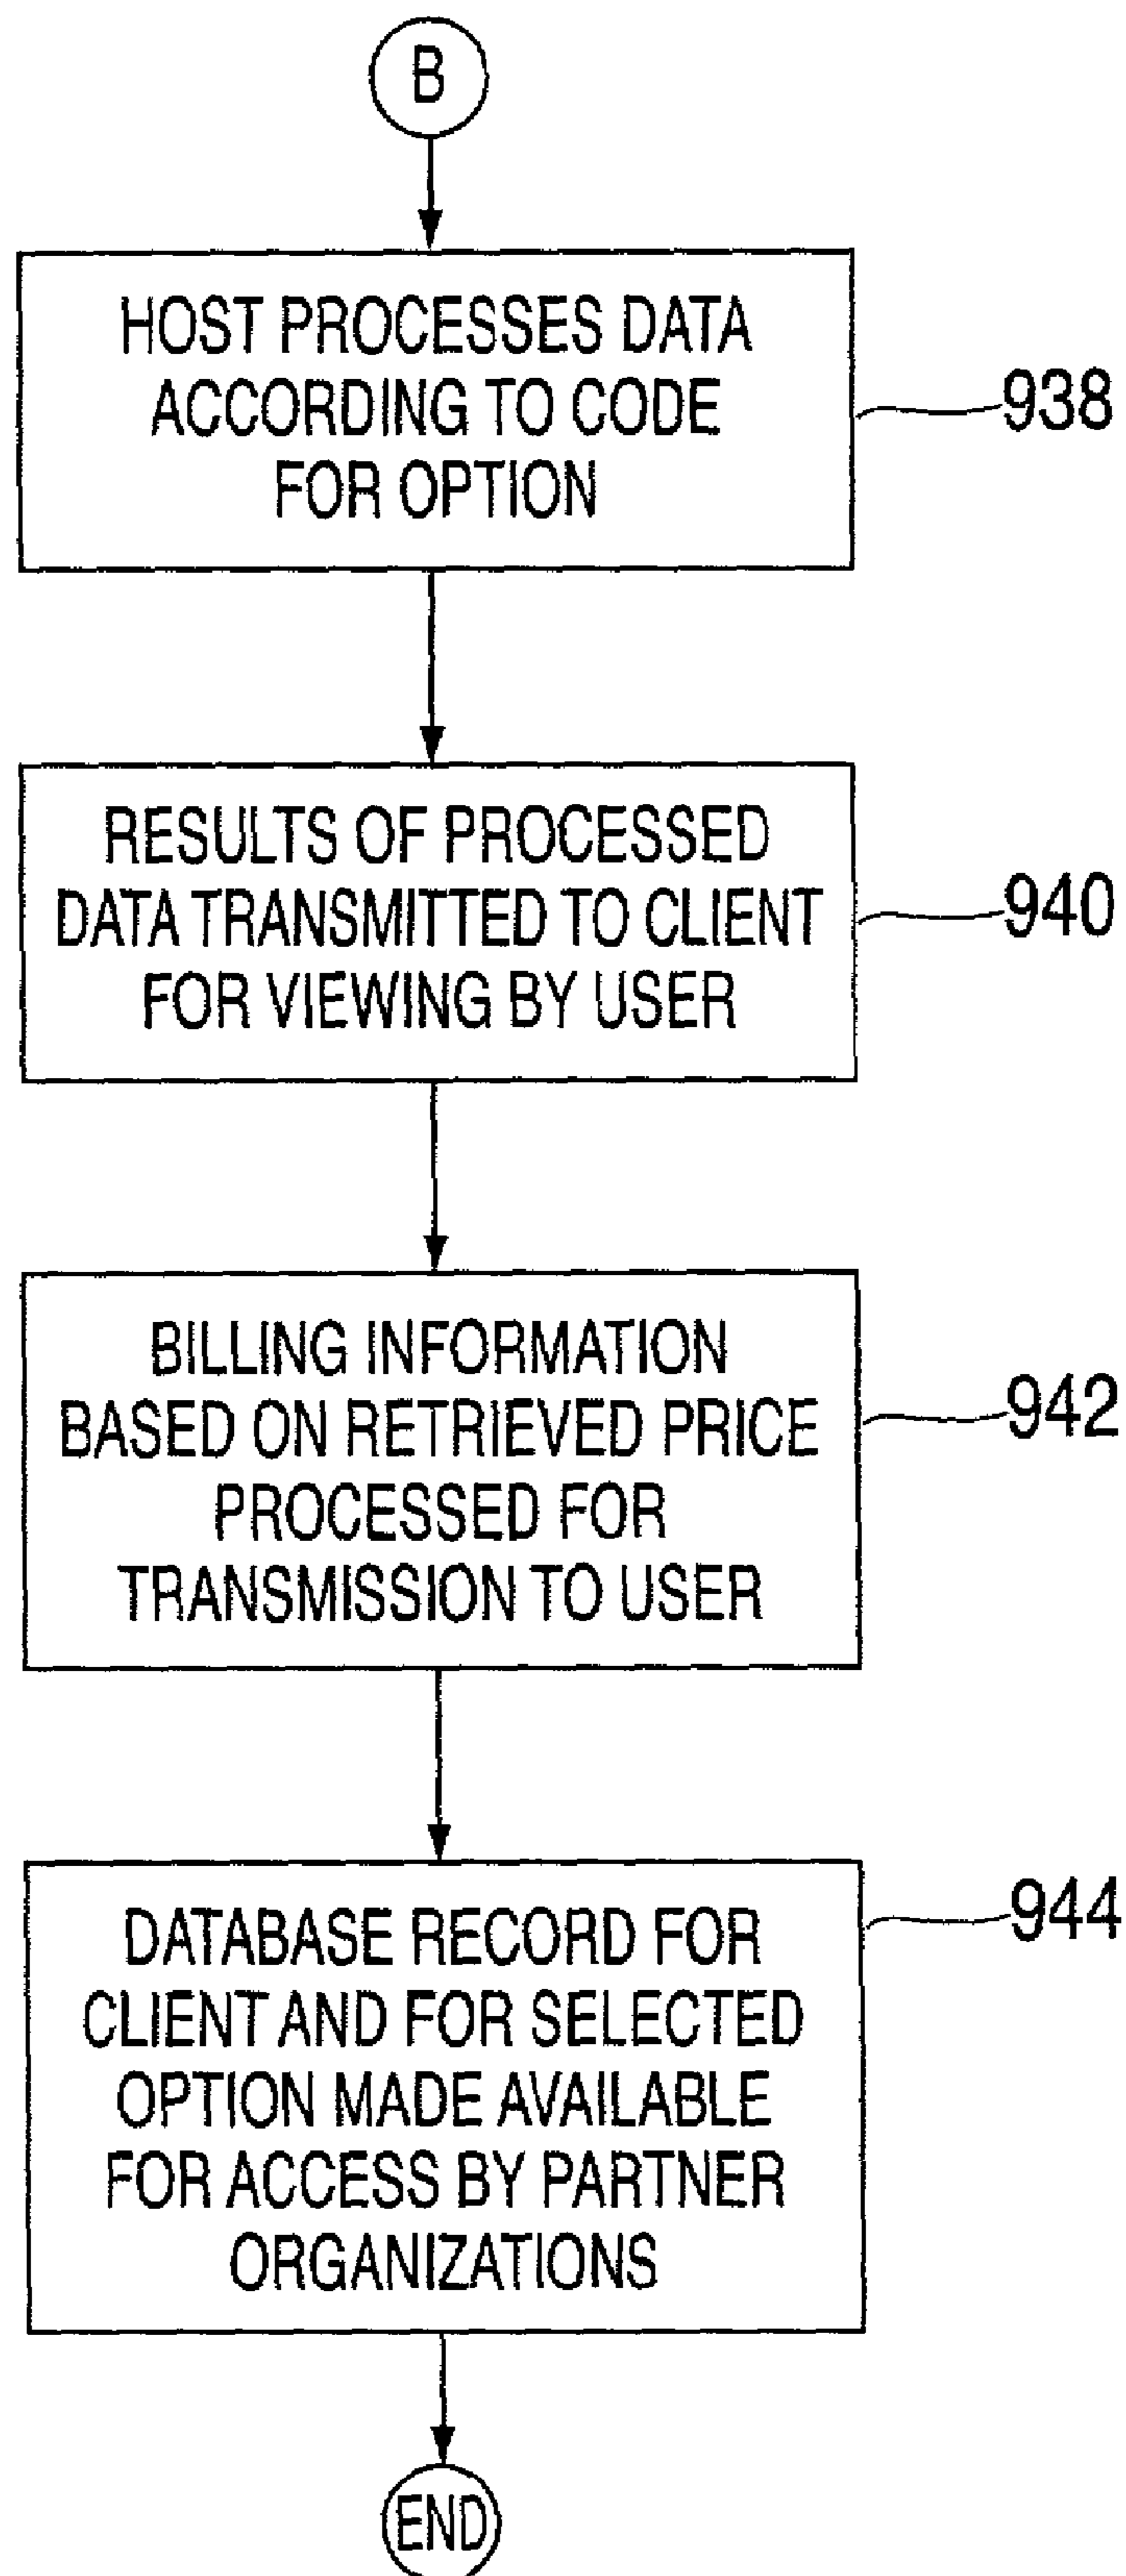 B
HOST PROCESSES DATA
ACCORDING TO CODE
FOR OPTION
938
RESULTS OF PROCESSED
DATA TRANSMITTED TO CLIENT
FOR VIEWING BY USER
940
BILLING INFORMATION
BASED ON RETRIEVED PRICE
PROCESSED FOR
TRANSMISSION TO USER
942
DATABASE RECORD FOR
CLIENT AND FOR SELECTED
OPTION MADE AVAILABLE
FOR ACCESS BY PARTNER
ORGANIZATIONS
944
END